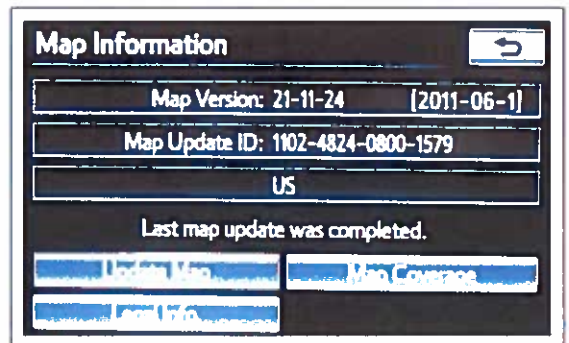 Map Information
Map Version: 21-11-24 [2011-06-1]
Map Update ID: 1102-4824-0800-1579
US
Last map update was completed.
Update Map Map Coverage
Legal Info